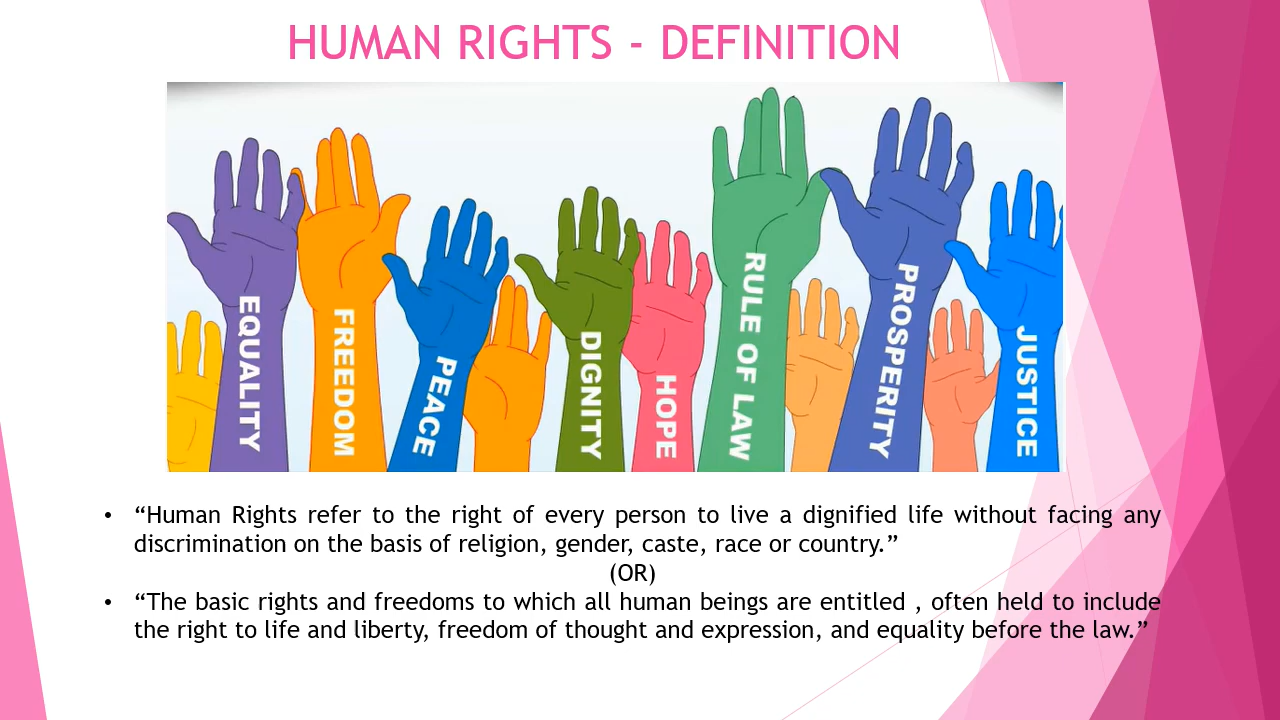 HUMAN RIGHTS - DEFINITION
EQUALITY
FREEDOM
PEACE
DIGNITY
HOPE
RULE OF LAW
PROSPERITY
JUSTICE
• “Human Rights refer to the right of every person to live a dignified life without facing any
discrimination on the basis of religion, gender, caste, race or country.”
(OR)
• “The basic rights and freedoms to which all human beings are entitled , often held to include
the right to life and liberty, freedom of thought and expression, and equality before the law.”